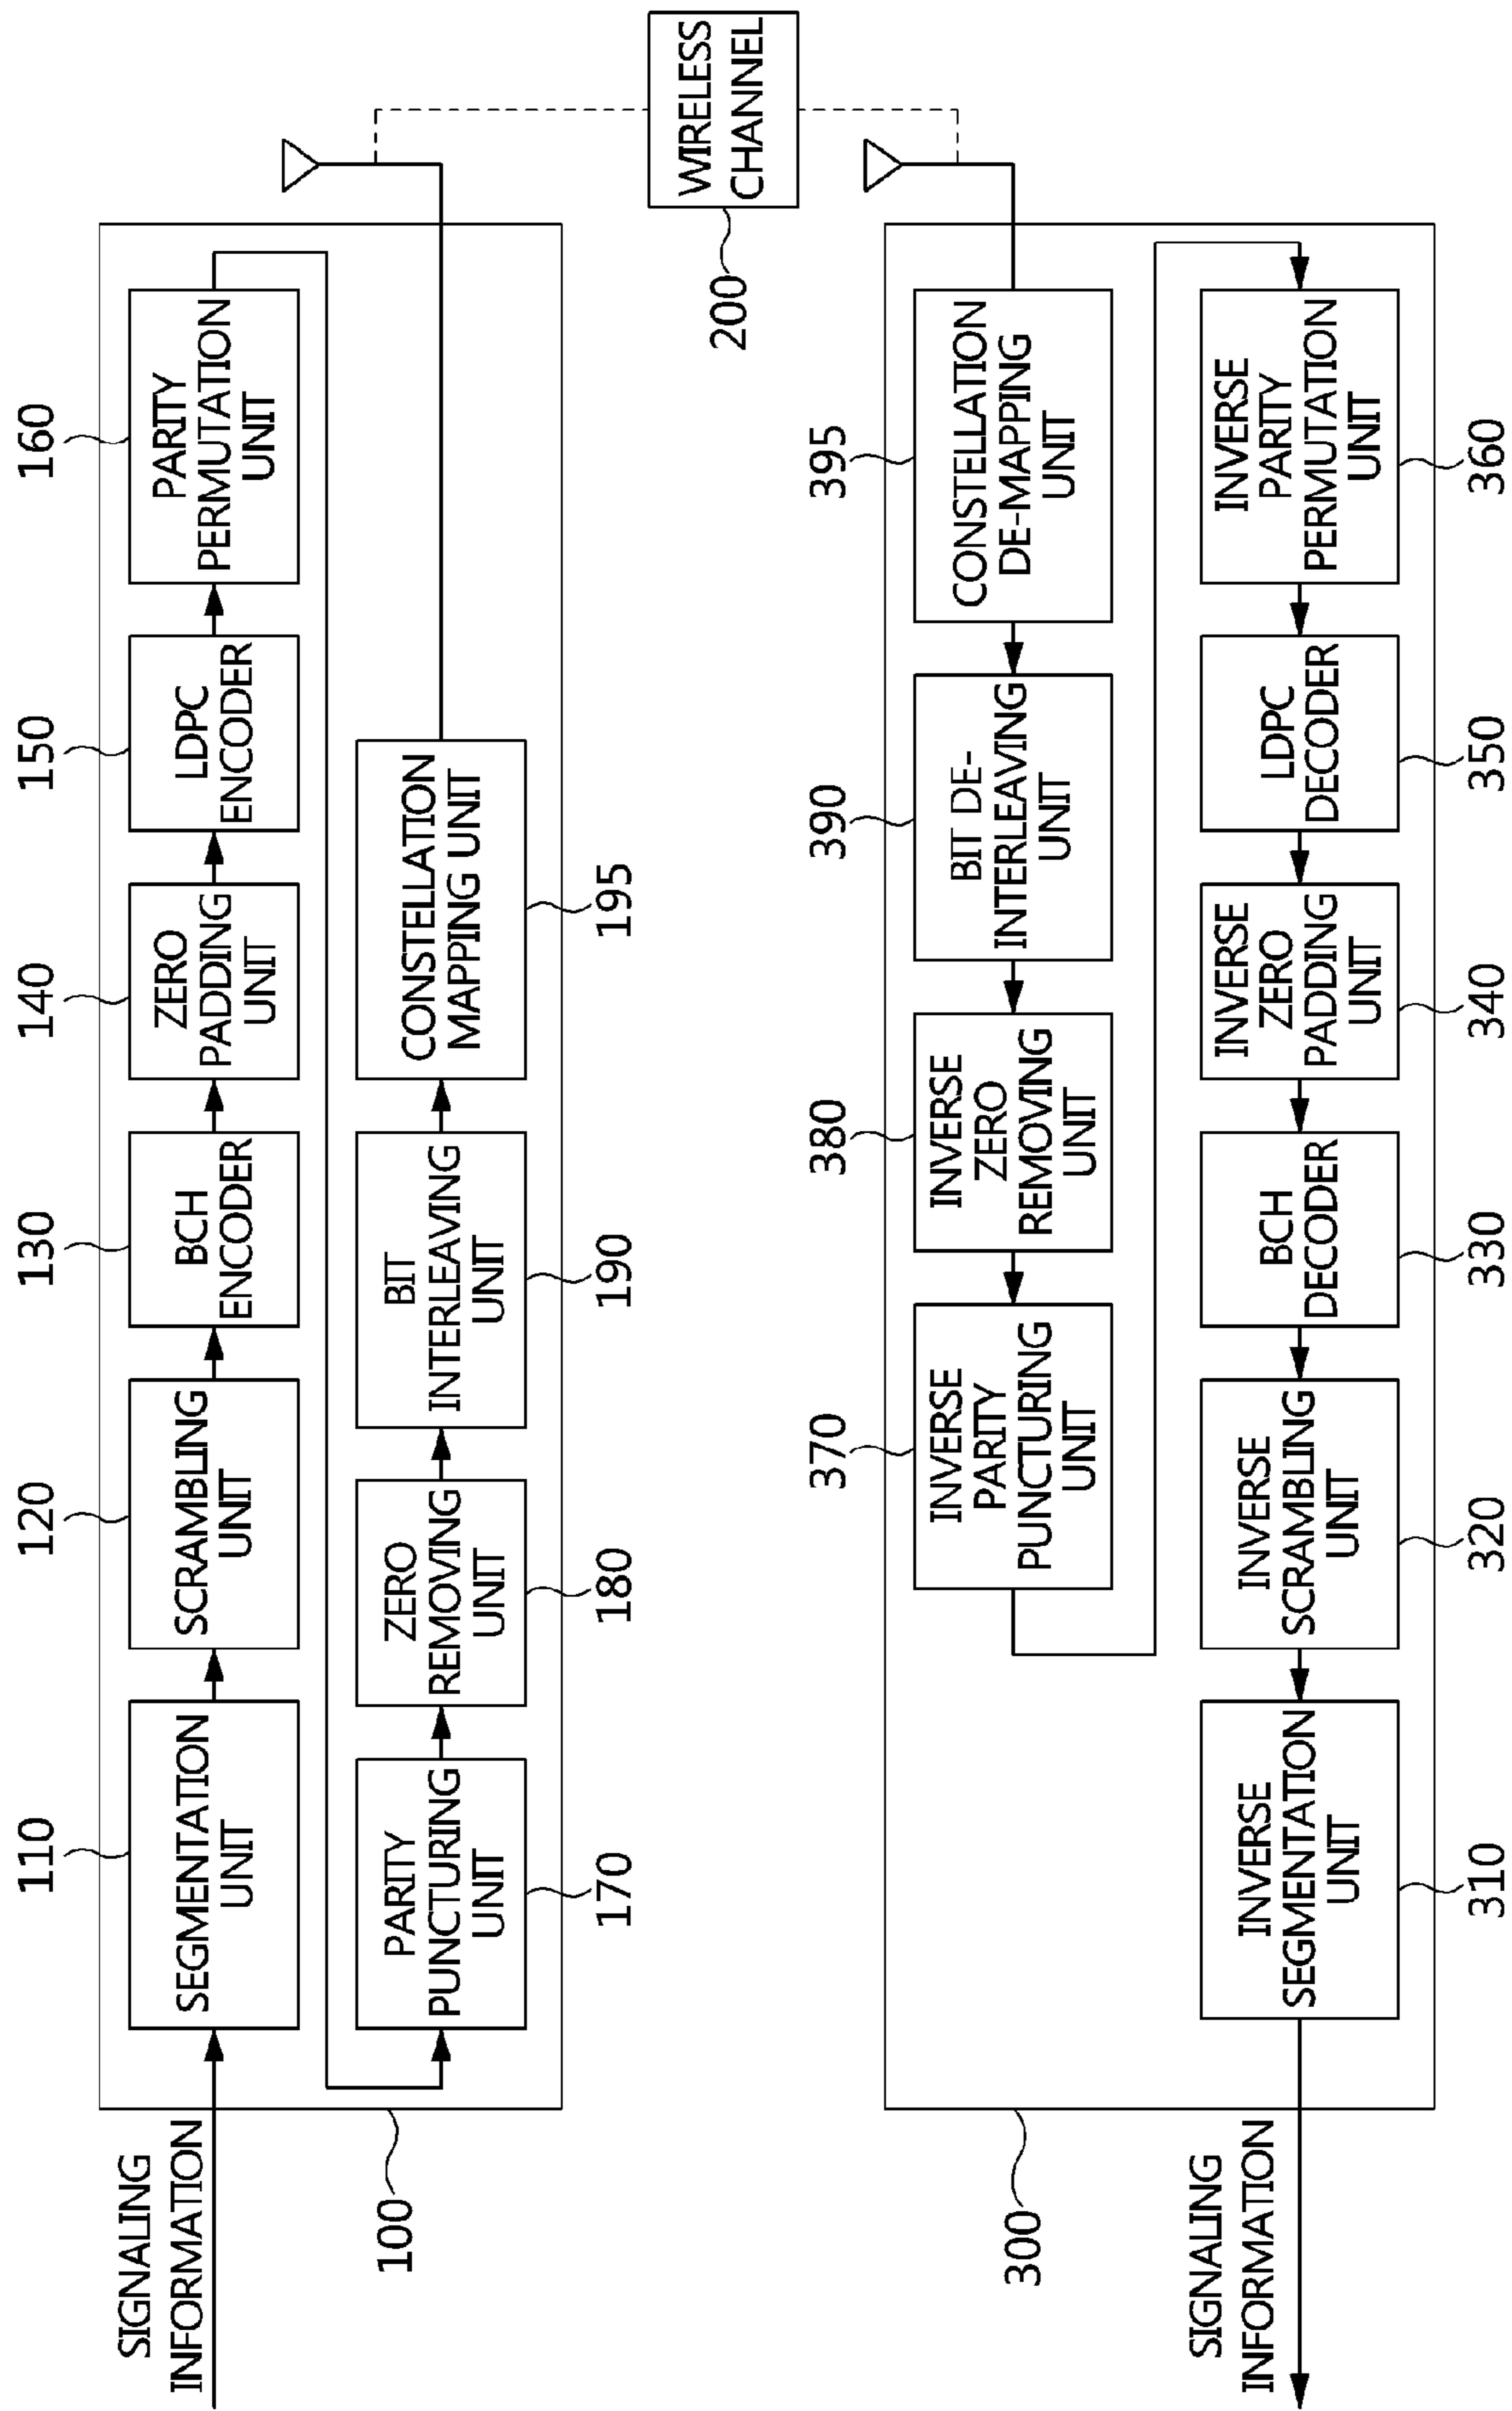 SIGNALING
INFORMATION
110
SEGMENTATION
UNIT
120
SCRAMBLING
UNIT
130
BCH
ENCODER
140
ZERO
PADDING
UNIT
150
LDPC
ENCODER
160
PARITY
PERMUTATION
UNIT
100
PARITY
PUNCTURING
UNIT
170
ZERO
REMOVING
UNIT
180
BIT
INTERLEAVING
UNIT
190
CONSTELLATION
MAPPING UNIT
195
WIRELESS
CHANNEL
200
300
370
INVERSE
PARITY
PUNCTURING
UNIT
380
INVERSE
ZERO
REMOVING
UNIT
390
BIT DE-
INTERLEAVING
UNIT
395
CONSTELLATION
DE-MAPPING
UNIT
SIGNALING
INFORMATION
INVERSE
SEGMENTATION
UNIT
310
INVERSE
SCRAMBLING
UNIT
320
BCH
DECODER
330
INVERSE
ZERO
PADDING
UNIT
340
LDPC
DECODER
350
INVERSE
PARITY
PERMUTATION
UNIT
360